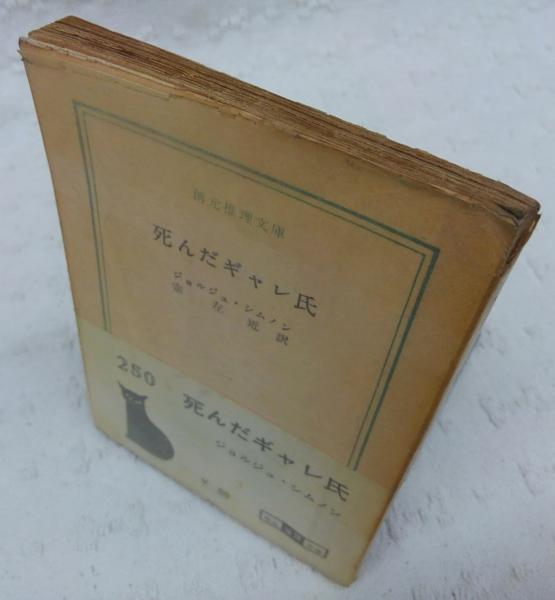 創元推理文庫
死んだギャレ氏
ジョルジュ・シムノン
宗 左近 訳
250
死んだギャレ氏
ジョルジュ・シムノン